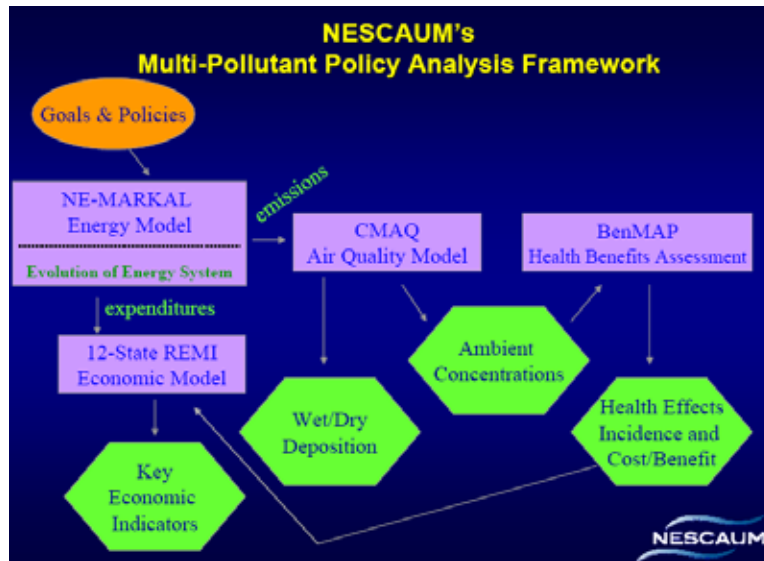 NESCAUM's
Multi-Pollutant Policy Analysis Framework
Goals & Policies
NE-MARKAL
Energy Model
Evolution of Energy System
emissions
CMAQ
Air Quality Model
BenMAP
Health Benefits Assessment
expenditures
12-State REMI
Economic Model
Ambient
Concentrations
Wet/Dry
Deposition
Health Effects
Incidence and
Cost/Benefit
Key
Economic
Indicators
NESCAUM